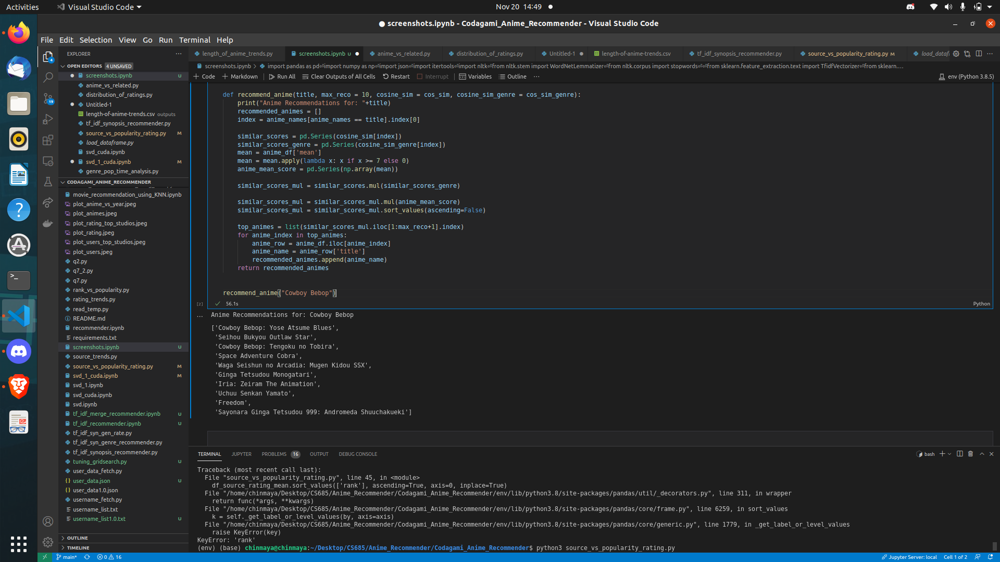 Activities
Visual Studio Code
Nov 20 14:49
screenshots.ipynb - Codagami_Anime_Recommender - Visual Studio Code
File Edit Selection View Go Run Terminal Help
EXPLORER
OPEN EDITORS 4 UNSAVED
screenshots.ipynb U
anime_vs_related.py
distribution_of_ratings.py
Untitled-1
length-of-anime-trends.csv outputs
tf_idf_synopsis_recommender.py
source_vs_popularity_rating.py M
load_dataframe.py
svd_cuda.ipynb
svd_1_cuda.ipynb M
genre_pop_time_analysis.py
CODAGAMI_ANIME_RECOMMENDER
movie_recommendation_using_KNN.ipynb
plot_anime_vs_year.jpeg
plot_animes.jpeg
plot_rating_top_studios.jpeg
plot_rating.jpeg
plot_users_top_studios.jpeg
plot_users.jpeg
q2.py
q7_2.py
q7.py
rank_vs_popularity.py
rating_trends.py
read_temp.py
README.md
recommender.ipynb
requirements.txt
screenshots.ipynb U
source_trends.py
source_vs_popularity_rating.py M
svd_1_cuda.ipynb M
svd_1.ipynb
svd_cuda.ipynb
svd.ipynb
tf_idf_merge_recommender.ipynb U
tf_idf_recommender.ipynb U
tf_idf_syn_gen_rate.py
tf_idf_syn_genre_recommender.py
tf_idf_synopsis_recommender.py
tuning_gridsearch.py U
user_data_fetch.py
user_data.json U
user_data1.0.json
username_fetch.py
username_list.txt
username_list1.0.txt U
OUTLINE
TIMELINE
4
19
length_of_anime_trends.py screenshots.ipynb U anime_vs_related.py distribution_of_ratings.py Untitled-1 length-of-anime-trends.csv tf_idf_synopsis_recommender.py source_vs_popularity_rating.py M load_dataf
screenshots.ipynb > import pandas as pd⏎import numpy as np⏎import json⏎import itertools⏎import nltk⏎from nltk.stem import WordNetLemmatizer⏎from nltk.corpus import stopwords⏎⏎from sklearn.feature_extraction.text import TfidfVectorizer⏎from sklearn....
+ Code + Markdown Run All Clear Outputs of All Cells Restart Interrupt Variables Outline ... env (Python 3.8.5)
def recommend_anime(title, max_reco = 10, cosine_sim = cos_sim, cosine_sim_genre = cos_sim_genre):
print("Anime Recommendations for: "+title)
recommended_animes = []
index = anime_names[anime_names == title].index[0]
similar_scores = pd.Series(cosine_sim[index])
similar_scores_genre = pd.Series(cosine_sim_genre[index])
mean = anime_df['mean']
mean = mean.apply(lambda x: x if x >= 7 else 0)
anime_mean_score = pd.Series(np.array(mean))
similar_scores_mul = similar_scores.mul(similar_scores_genre)
similar_scores_mul = similar_scores_mul.mul(anime_mean_score)
similar_scores_mul = similar_scores_mul.sort_values(ascending=False)
top_animes = list(similar_scores_mul.iloc[1:max_reco+1].index)
for anime_index in top_animes:
anime_row = anime_df.iloc[anime_index]
anime_name = anime_row['title']
recommended_animes.append(anime_name)
return recommended_animes
recommend_anime("Cowboy Bebop")
[2] 56.1s Python
Anime Recommendations for: Cowboy Bebop
['Cowboy Bebop: Yose Atsume Blues',
'Seihou Bukyou Outlaw Star',
'Cowboy Bebop: Tengoku no Tobira',
'Space Adventure Cobra',
'Waga Seishun no Arcadia: Mugen Kidou SSX',
'Ginga Tetsudou Monogatari',
'Iria: Zeiram The Animation',
'Uchuu Senkan Yamato',
'Freedom',
'Sayonara Ginga Tetsudou 999: Andromeda Shuuchakueki']
TERMINAL JUPYTER PROBLEMS 16 OUTPUT DEBUG CONSOLE bash
Traceback (most recent call last):
File "source_vs_popularity_rating.py", line 45, in <module>
df_source_rating_mean.sort_values(['rank'], ascending=True, axis=0, inplace=True)
File "/home/chinmaya/Desktop/CS685/Anime_Recommender/Codagami_Anime_Recommender/env/lib/python3.8/site-packages/pandas/util/_decorators.py", line 311, in wrapper
return func(*args, **kwargs)
File "/home/chinmaya/Desktop/CS685/Anime_Recommender/Codagami_Anime_Recommender/env/lib/python3.8/site-packages/pandas/core/frame.py", line 6259, in sort_values
k = self._get_label_or_level_values(by, axis=axis)
File "/home/chinmaya/Desktop/CS685/Anime_Recommender/Codagami_Anime_Recommender/env/lib/python3.8/site-packages/pandas/core/generic.py", line 1779, in _get_label_or_level_values
raise KeyError(key)
KeyError: 'rank'
(env) (base) chinmaya@chinmaya:~/Desktop/CS685/Anime_Recommender/Codagami_Anime_Recommender$ python3 source_vs_popularity_rating.py
main* 0 16 Jupyter Server: local Cell 1 of 2